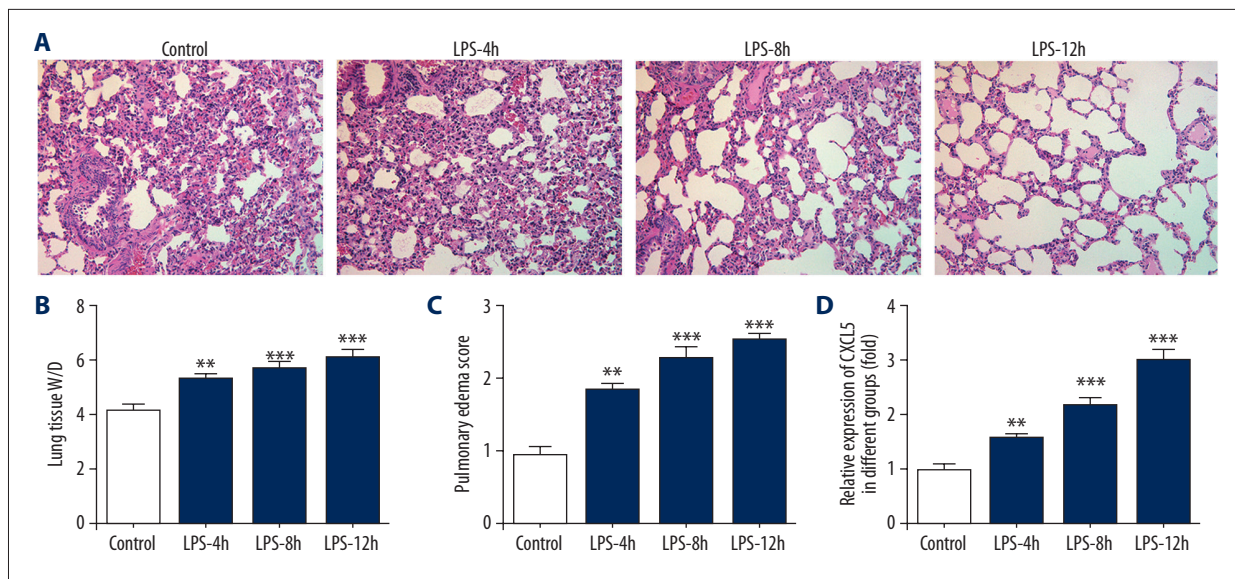 A
Control
LPS-4h
LPS-8h
LPS-12h
B
8
6
4
2
0
Lung tissue W/D
**
***
***
Control
LPS-4h
LPS-8h
LPS-12h
C
3
2
1
0
Pulmonary edema score
**
***
***
Control
LPS-4h
LPS-8h
LPS-12h
D
4
3
2
1
0
Relative expression of CXCL5
in different groups (fold)
**
***
***
Control
LPS-4h
LPS-8h
LPS-12h